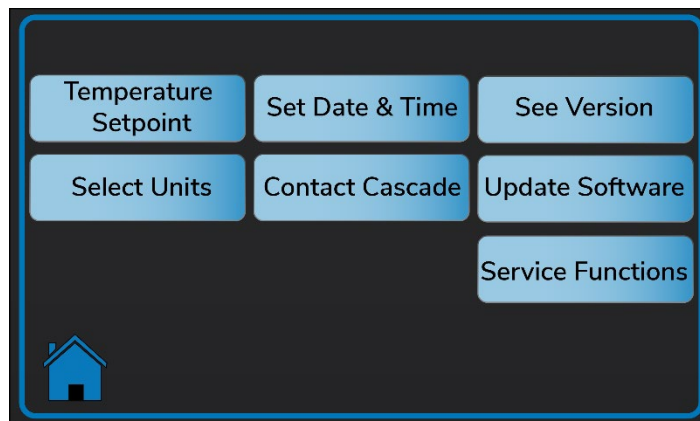 Temperature
Setpoint
Set Date & Time
See Version
Select Units
Contact Cascade
Update Software
Service Functions